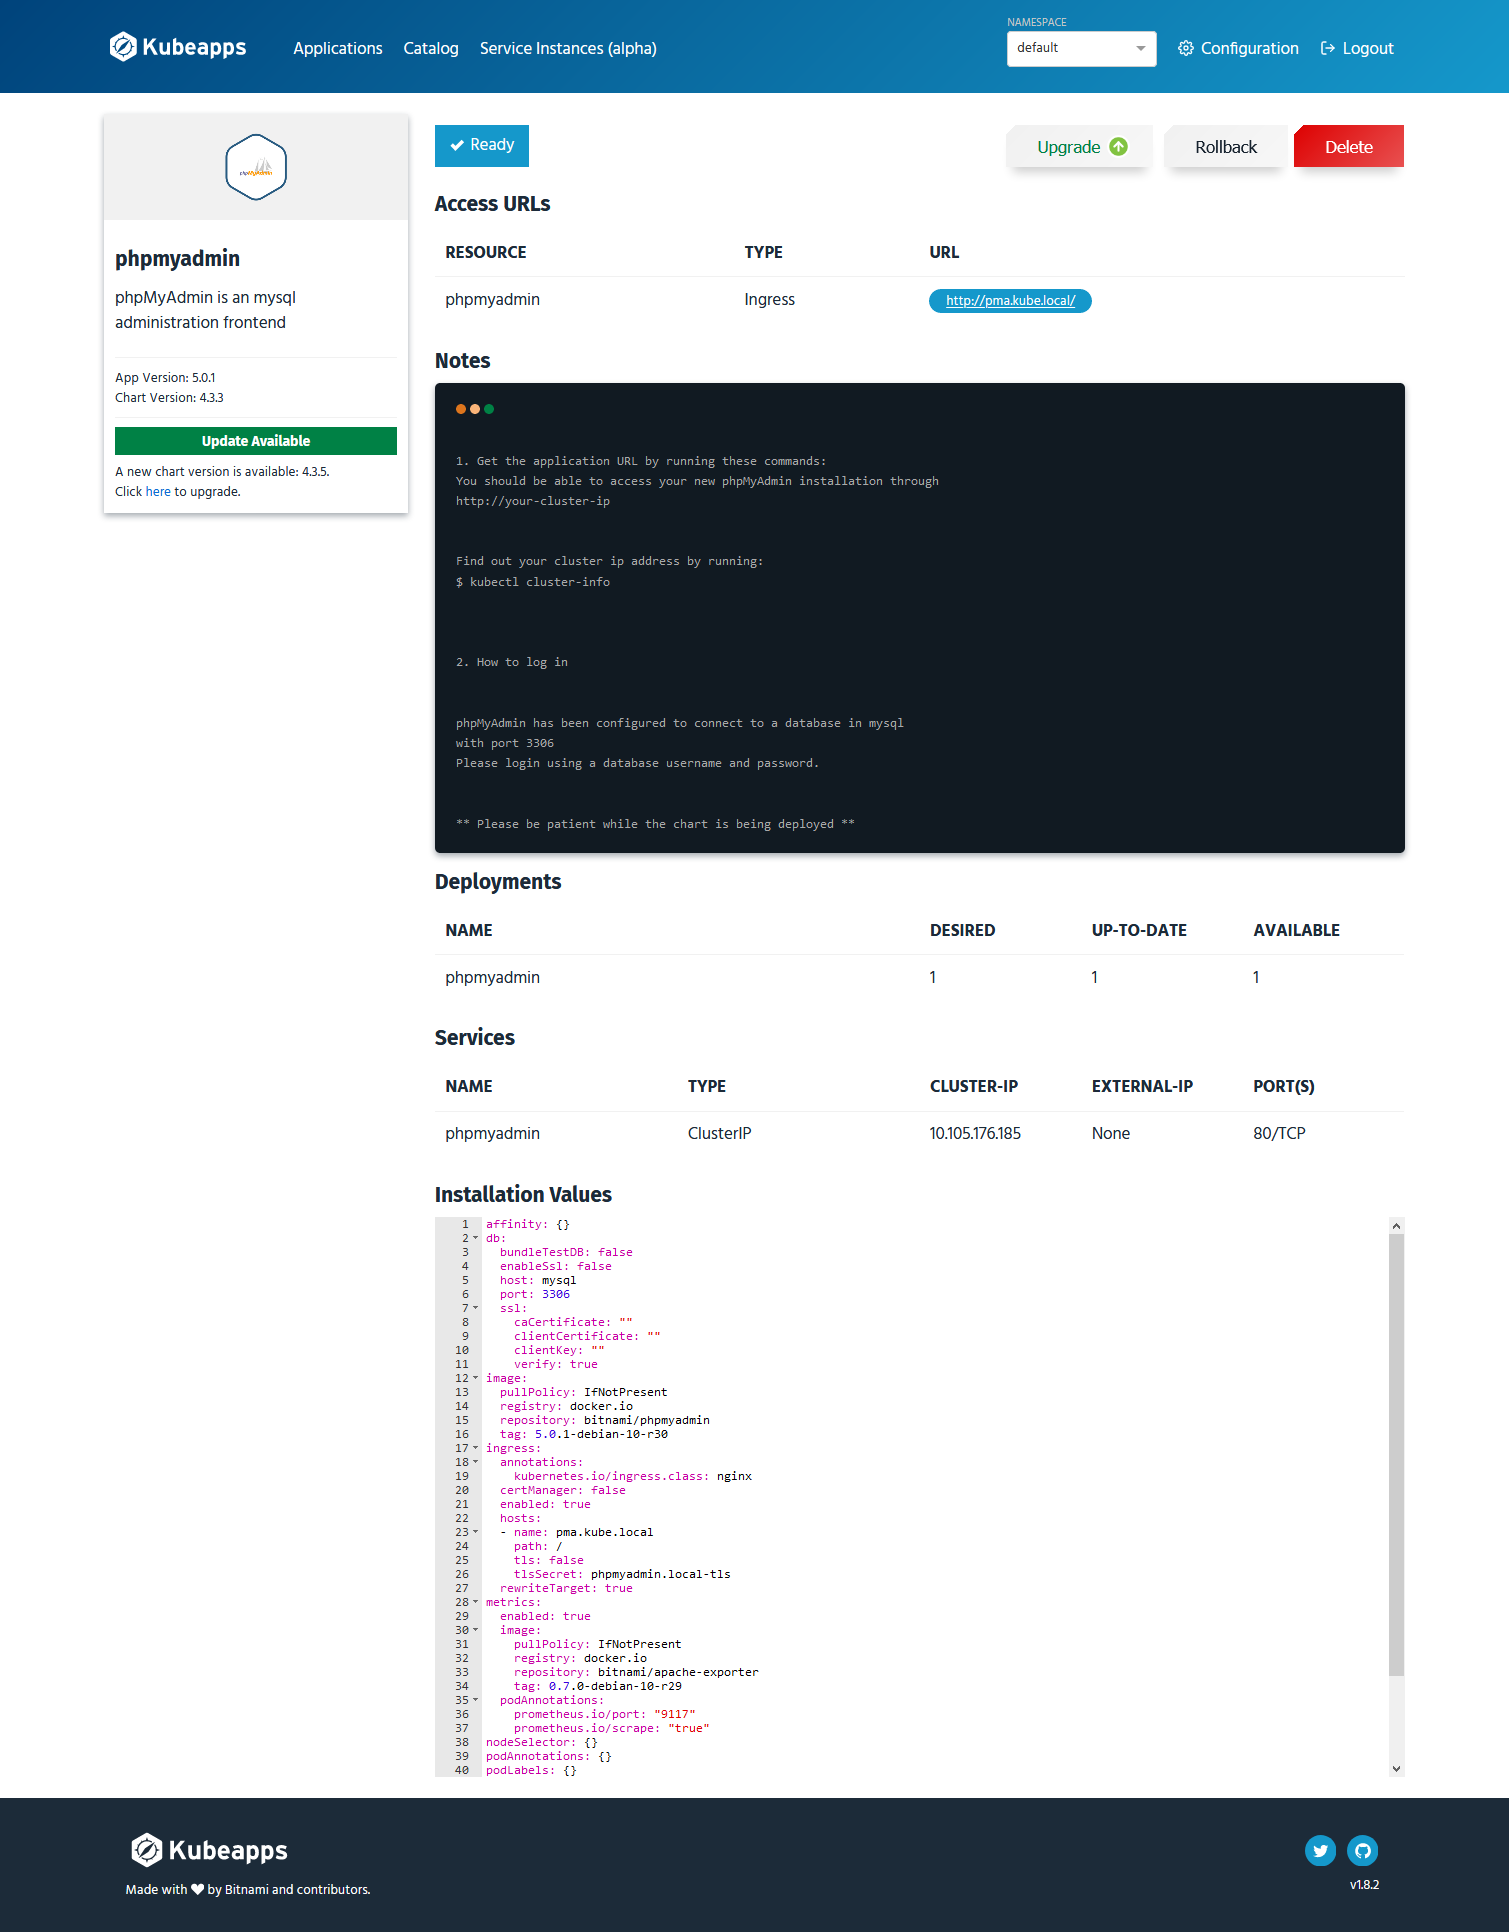 Kubeapps
Applications
Catalog
Service Instances (alpha)
NAMESPACE
default
Configuration
Logout
phpMyAdmin
phpmyadmin
phpMyAdmin is an mysql
administration frontend
App Version: 5.0.1
Chart Version: 4.3.3
Update Available
A new chart version is available: 4.3.5.
Click here to upgrade.
Ready
Upgrade
Rollback
Delete
Access URLs
RESOURCE TYPE URL
phpmyadmin Ingress http://pma.kube.local/
Notes
1. Get the application URL by running these commands:
You should be able to access your new phpMyAdmin installation through
http://your-cluster-ip
Find out your cluster ip address by running:
$ kubectl cluster-info
2. How to log in
phpMyAdmin has been configured to connect to a database in mysql
with port 3306
Please login using a database username and password.
** Please be patient while the chart is being deployed **
Deployments
NAME DESIRED UP-TO-DATE AVAILABLE
phpmyadmin 1 1 1
Services
NAME TYPE CLUSTER-IP EXTERNAL-IP PORT(S)
phpmyadmin ClusterIP 10.105.176.185 None 80/TCP
Installation Values
1 affinity: {}
2 db:
3 bundleTestDB: false
4 enableSsl: false
5 host: mysql
6 port: 3306
7 ssl:
8 caCertificate: ""
9 clientCertificate: ""
10 clientKey: ""
11 verify: true
12 image:
13 pullPolicy: IfNotPresent
14 registry: docker.io
15 repository: bitnami/phpmyadmin
16 tag: 5.0.1-debian-10-r30
17 ingress:
18 annotations:
19 kubernetes.io/ingress.class: nginx
20 certManager: false
21 enabled: true
22 hosts:
23 - name: pma.kube.local
24 path: /
25 tls: false
26 tlsSecret: phpmyadmin.local-tls
27 rewriteTarget: true
28 metrics:
29 enabled: true
30 image:
31 pullPolicy: IfNotPresent
32 registry: docker.io
33 repository: bitnami/apache-exporter
34 tag: 0.7.0-debian-10-r29
35 podAnnotations:
36 prometheus.io/port: "9117"
37 prometheus.io/scrape: "true"
38 nodeSelector: {}
39 podAnnotations: {}
40 podLabels: {}
Kubeapps
Made with ❤ by Bitnami and contributors.
v1.8.2